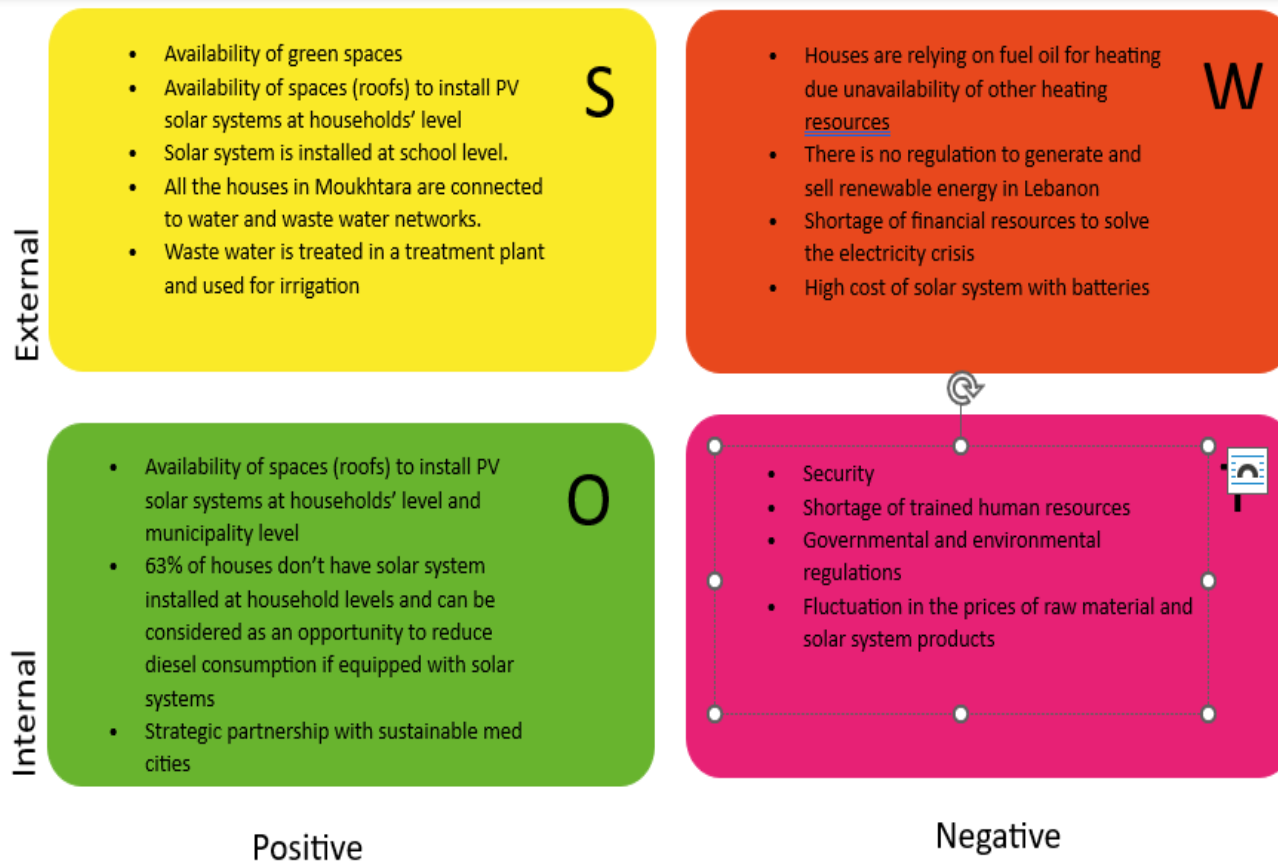 • Availability of green spaces
• Availability of spaces (roofs) to install PV
solar systems at households' level
• Solar system is installed at school level.
• All the houses in Moukhtara are connected
to water and waste water networks.
• Waste water is treated in a treatment plant
and used for irrigation
S
• Houses are relying on fuel oil for heating
due unavailability of other heating
resources
• There is no regulation to generate and
sell renewable energy in Lebanon
• Shortage of financial resources to solve
the electricity crisis
• High cost of solar system with batteries
W
External
• Availability of spaces (roofs) to install PV
solar systems at households' level and
municipality level
• 63% of houses don't have solar system
installed at household levels and can be
considered as an opportunity to reduce
diesel consumption if equipped with solar
systems
• Strategic partnership with sustainable med
cities
O
• Security
• Shortage of trained human resources
• Governmental and environmental
regulations
• Fluctuation in the prices of raw material and
solar system products
T
Internal
Positive
Negative